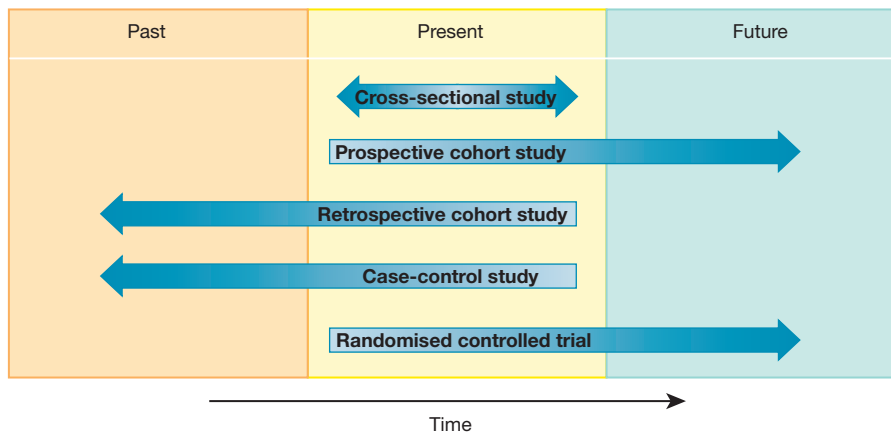 Past
Present
Future
Cross-sectional study
Prospective cohort study
Retrospective cohort study
Case-control study
Randomised controlled trial
Time